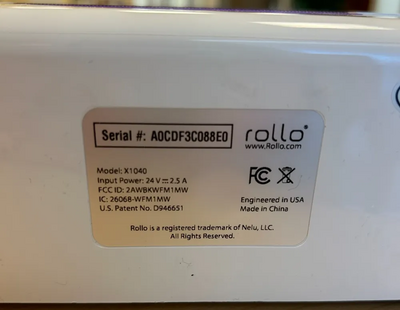 Serial #: A0CDF3C088E0
rollo®
www.Rollo.com
Model: X1040
Input Power: 24 V⎓2.5 A
FCC ID: 2AWBKWFM1MW
IC: 26068-WFM1MW
U.S. Patent No. D946651
FC
Engineered in USA
Made in China
Rollo is a registered trademark of Nelu, LLC.
All Rights Reserved.